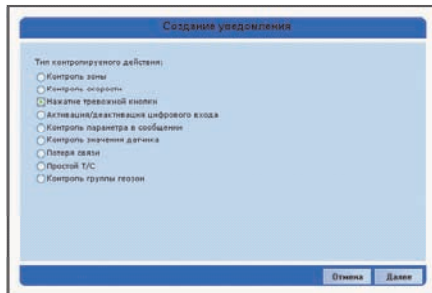 Создание уведомления
Тип контролируемого действия:
Контроль зоны
Контроль скорости
Нажатие тревожной кнопки
Активация/деактивация цифрового входа
Контроль параметра в сообщении
Контроль значения датчика
Потеря связи
Простой Т/С
Контроль группы геозон
Отмена Далее